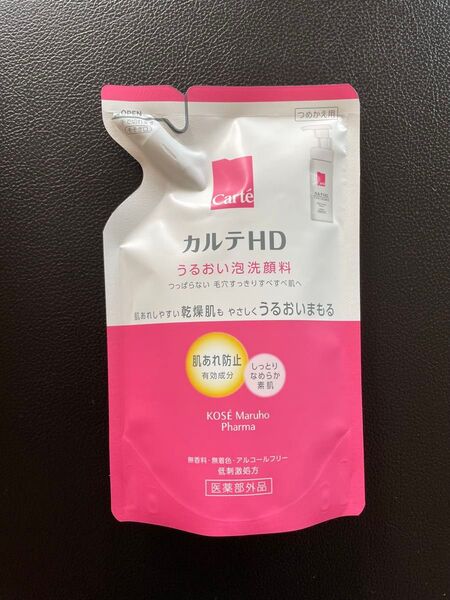 OPEN
つめかえ用
Carté
カルテHD
うるおい泡洗顔料
つっぱらない 毛穴すっきりすべすべ肌へ
肌あれしやすい乾燥肌も やさしくうるおいまもる
肌あれ防止
有効成分
しっとり
なめらか
素肌
KOSÉ Maruho
Pharma
無香料・無着色・アルコールフリー
低刺激処方
医薬部外品